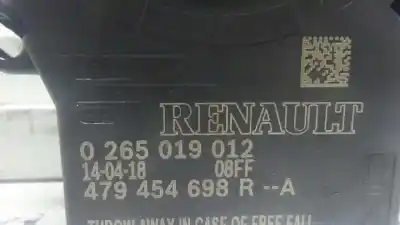 RENAULT
0 265 019 012
14-04-18 08FF
479 454 698 R --A
THROW AWAY IN CASE OF FREE FALL